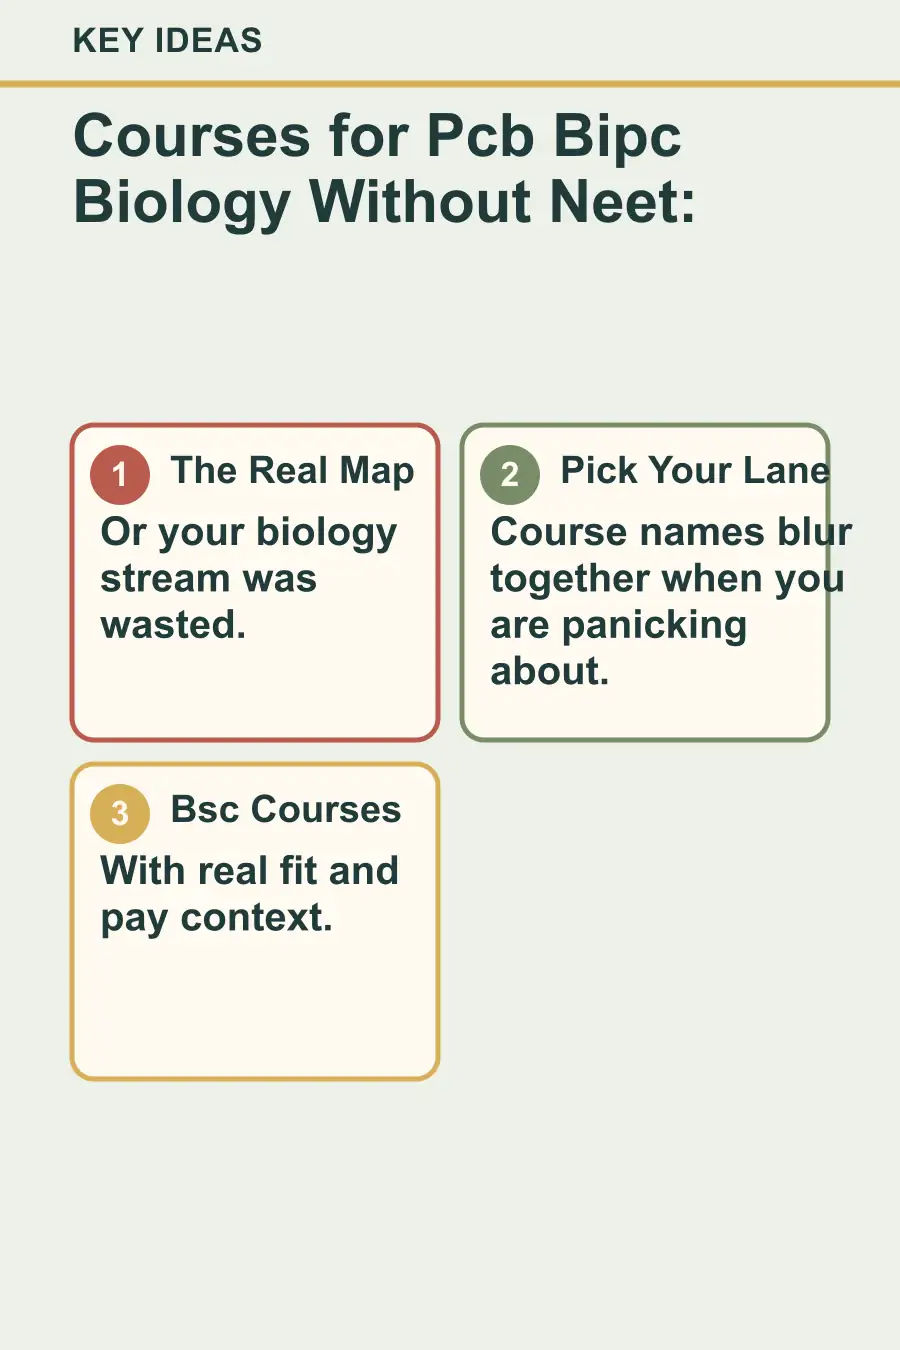 KEY IDEAS
Courses for Pcb Bipc
Biology Without Neet:
1 The Real Map
Or your biology
stream was
wasted.
2 Pick Your Lane
Course names blur
together when you
are panicking
about.
3 Bsc Courses
With real fit and
pay context.